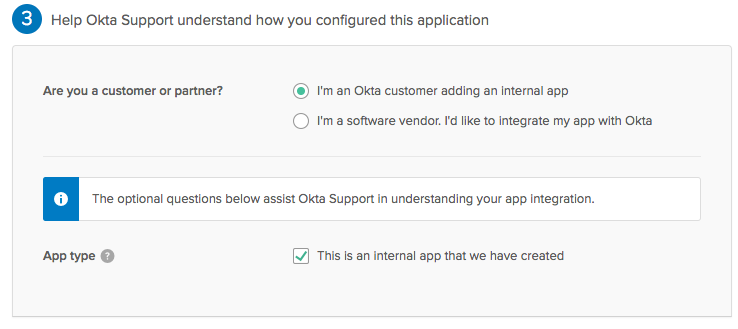 3 Help Okta Support understand how you configured this application
Are you a customer or partner? I'm an Okta customer adding an internal app
I'm a software vendor. I'd like to integrate my app with Okta
i The optional questions below assist Okta Support in understanding your app integration.
App type ? This is an internal app that we have created